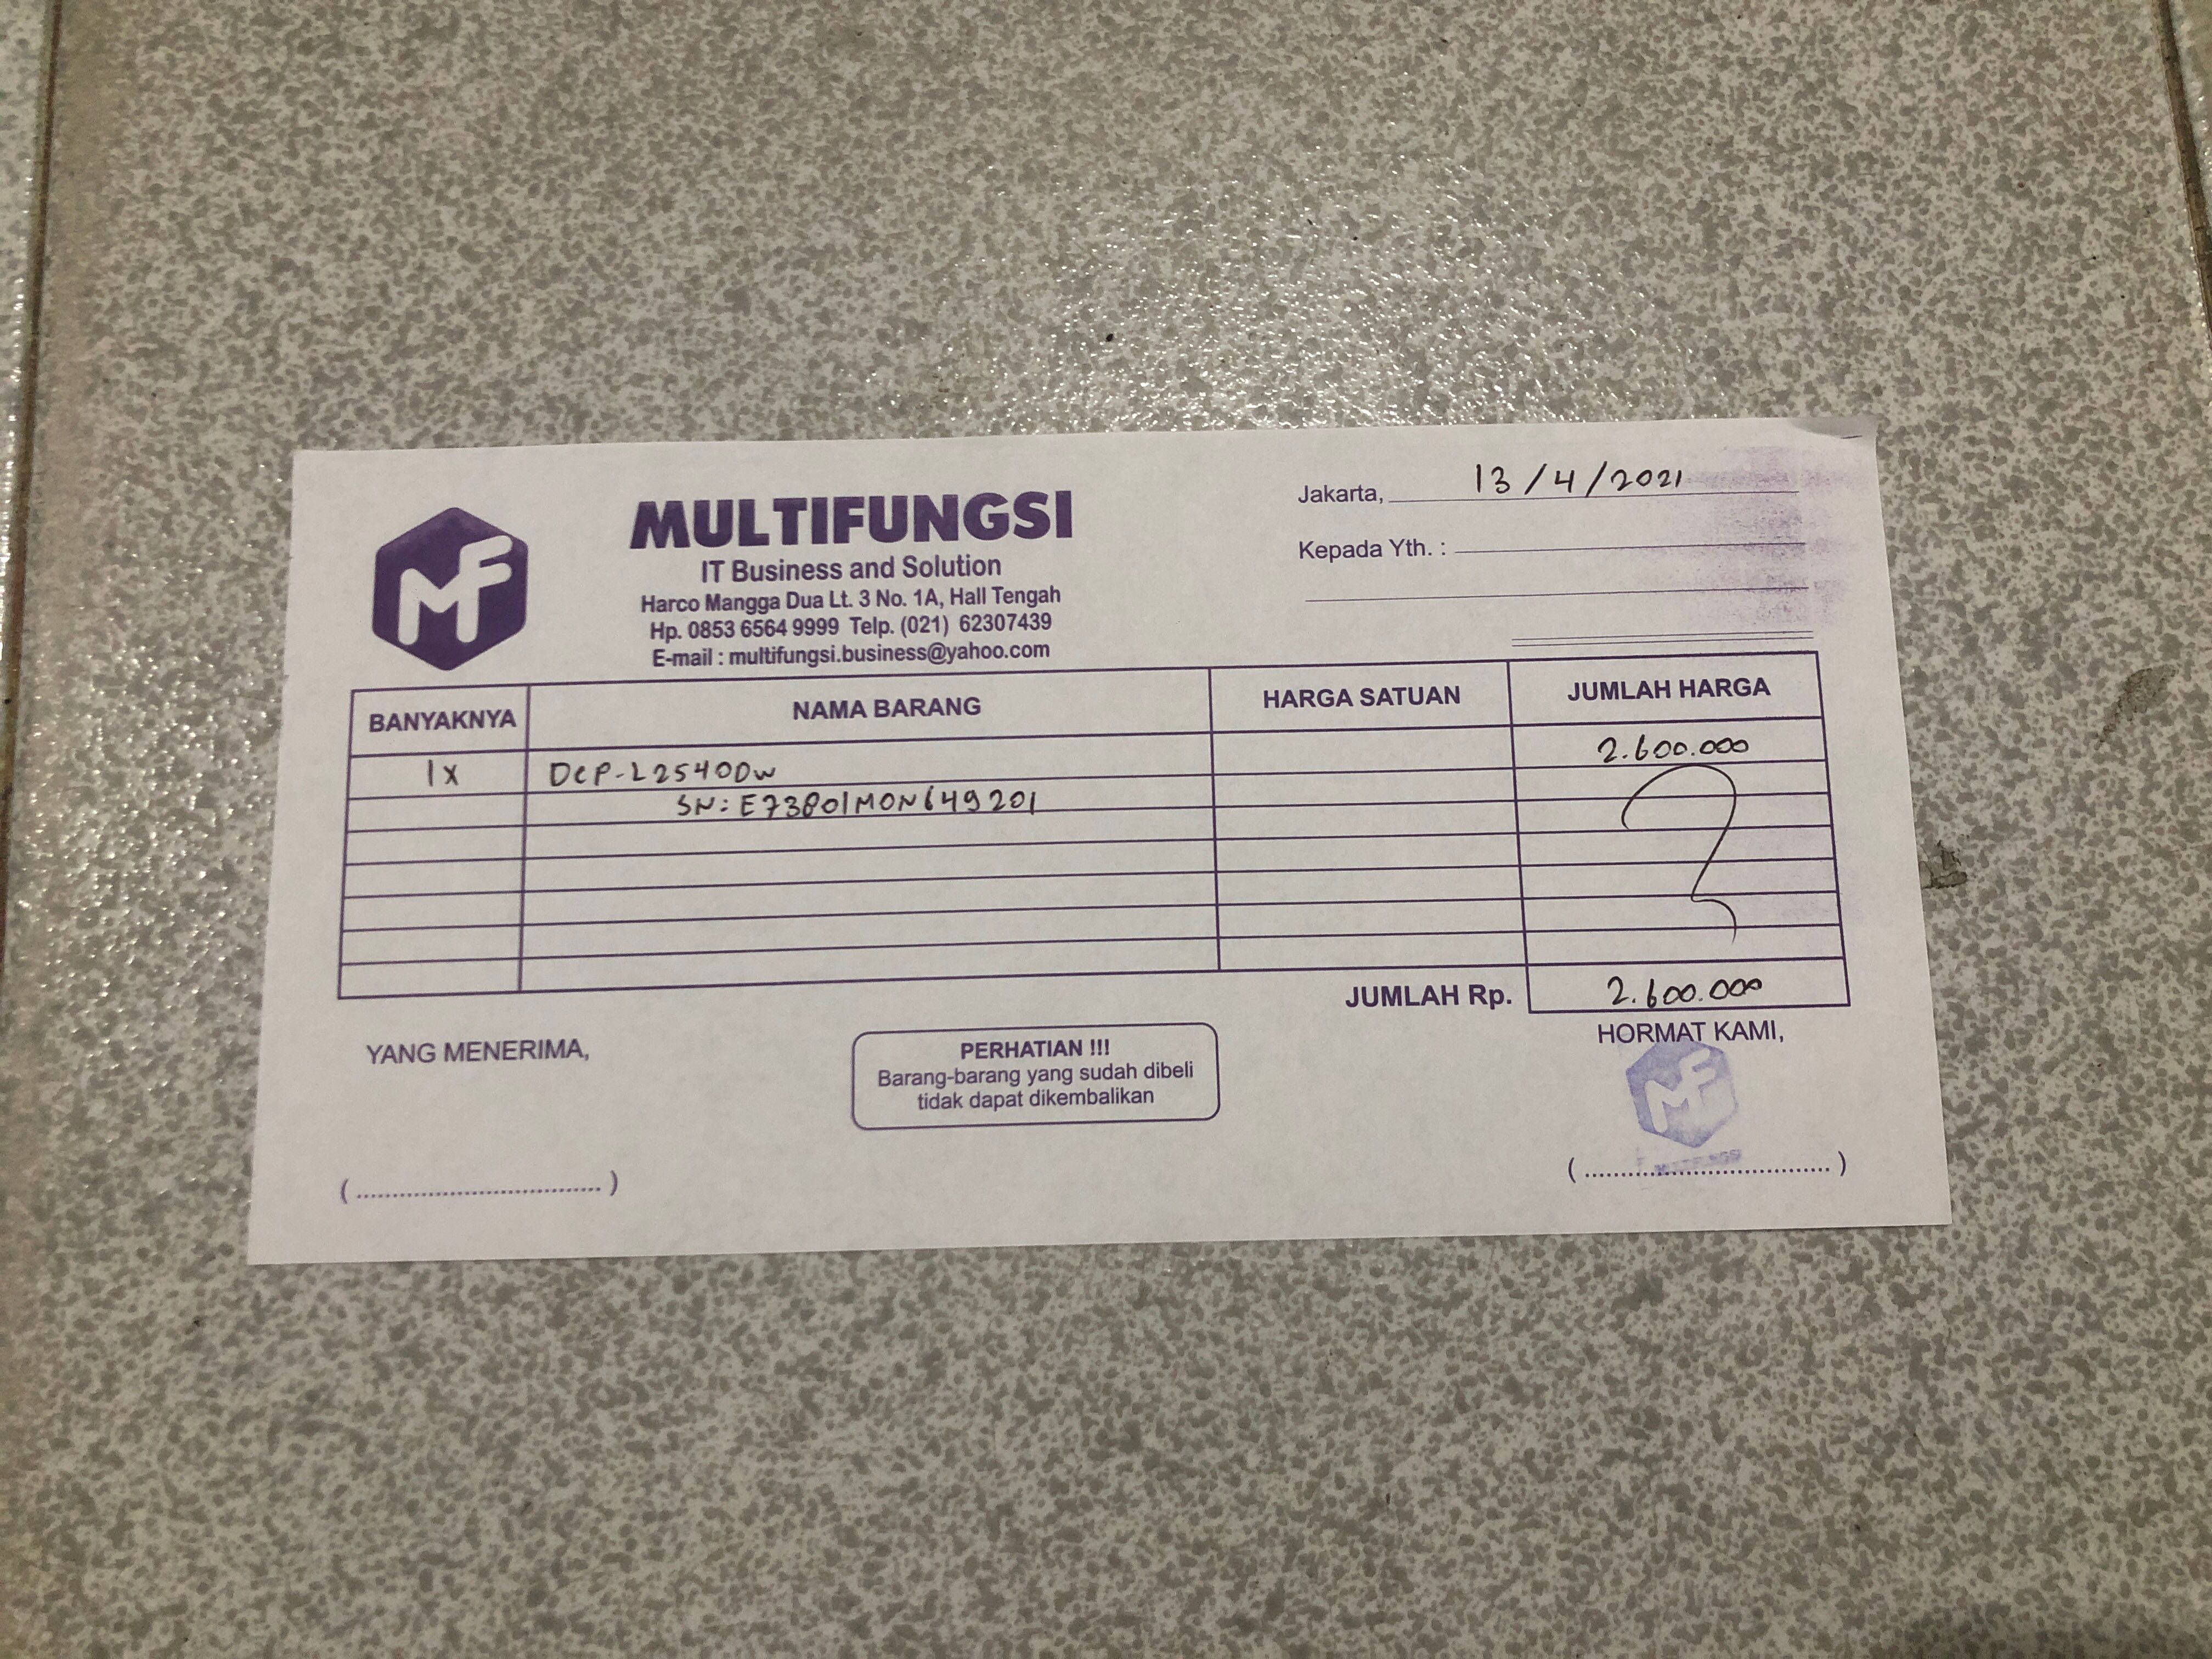 MF
MULTIFUNGSI
IT Business and Solution
Harco Mangga Dua Lt. 3 No. 1A, Hall Tengah
Hp. 0853 6564 9999 Telp. (021) 62307439
E-mail : multifungsi.business@yahoo.com
Jakarta, 13/4/2021
Kepada Yth. :
BANYAKNYA NAMA BARANG HARGA SATUAN JUMLAH HARGA
1x DCP-L2540DW 2.600.000
SN: E73801M0N649201
JUMLAH Rp. 2.600.000
YANG MENERIMA,
PERHATIAN !!!
Barang-barang yang sudah dibeli
tidak dapat dikembalikan
HORMAT KAMI,
MF
MULTIFUNGSI
(....................................)
(....................................)